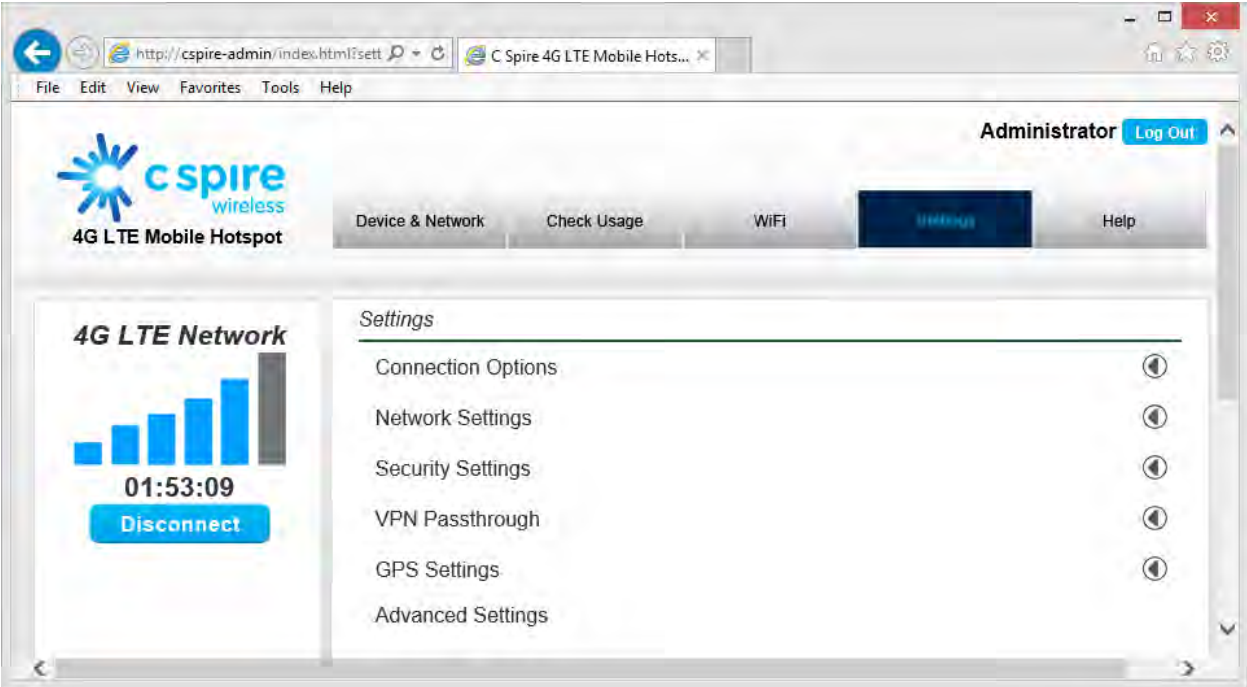 http://cspire-admin/index.html?sett
C Spire 4G LTE Mobile Hots...
File Edit View Favorites Tools Help
Administrator Log Out
c spire
wireless
4G LTE Mobile Hotspot
Device & Network Check Usage WiFi Settings Help
4G LTE Network
01:53:09
Disconnect
Settings
Connection Options
Network Settings
Security Settings
VPN Passthrough
GPS Settings
Advanced Settings